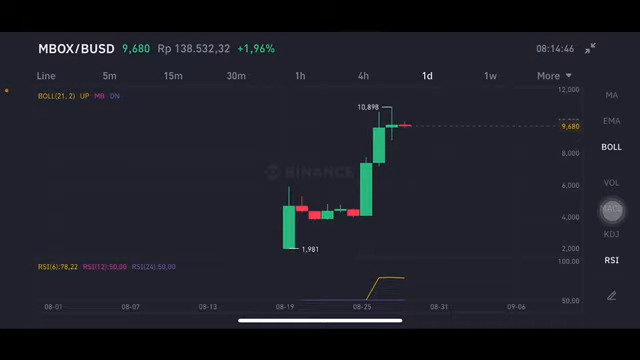 MBOX/BUSD 9,680 Rp 138.532,32 +1,96% 08:14:46
Line 5m 15m 30m 1h 4h 1d 1w More
BOLL(21, 2) UP MB DN
12,000
MA
10,898
9,680
EMA
BOLL
8,000
BINANCE
6,000
VOL
4,000
MACD
1,981
2,000
KDJ
RSI(6):78,22 RSI(12):50,00 RSI(24):50,00
100.00
RSI
50,00
08-01 08-07 08-13 08-19 08-25 08-31 09-06